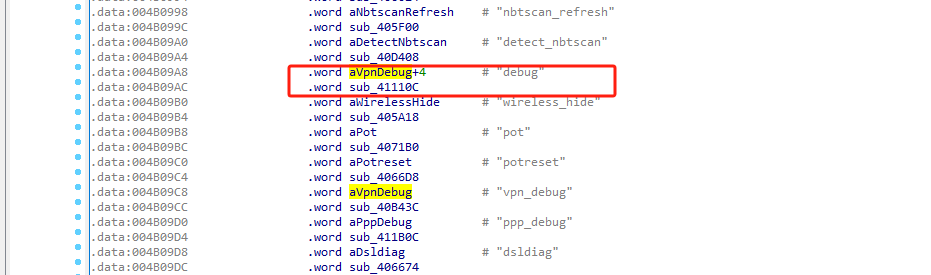 .data:004B0998 .word aNbtscanRefresh # "nbtscan_refresh"
.data:004B099C .word sub_405F00
.data:004B09A0 .word aDetectNbtscan # "detect_nbtscan"
.data:004B09A4 .word sub_40D408
.data:004B09A8 .word aVpnDebug+4 # "debug"
.data:004B09AC .word sub_41110C
.data:004B09B0 .word aWirelessHide # "wireless_hide"
.data:004B09B4 .word sub_405A18
.data:004B09B8 .word aPot # "pot"
.data:004B09BC .word sub_4071B0
.data:004B09C0 .word aPotreset # "potreset"
.data:004B09C4 .word sub_4066D8
.data:004B09C8 .word aVpnDebug # "vpn_debug"
.data:004B09CC .word sub_40B43C
.data:004B09D0 .word aPppDebug # "ppp_debug"
.data:004B09D4 .word sub_411B0C
.data:004B09D8 .word aDsldiag # "dsldiag"
.data:004B09DC .word sub_406674